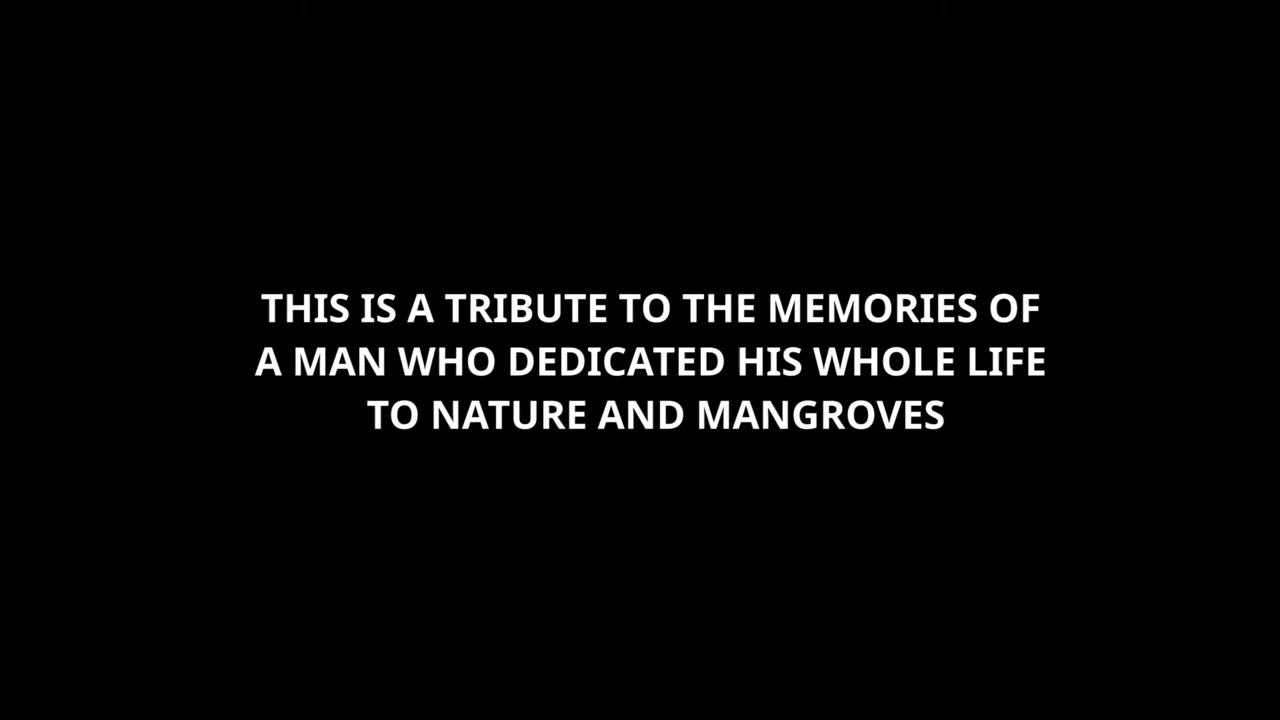 THIS IS A TRIBUTE TO THE MEMORIES OF
A MAN WHO DEDICATED HIS WHOLE LIFE
TO NATURE AND MANGROVES